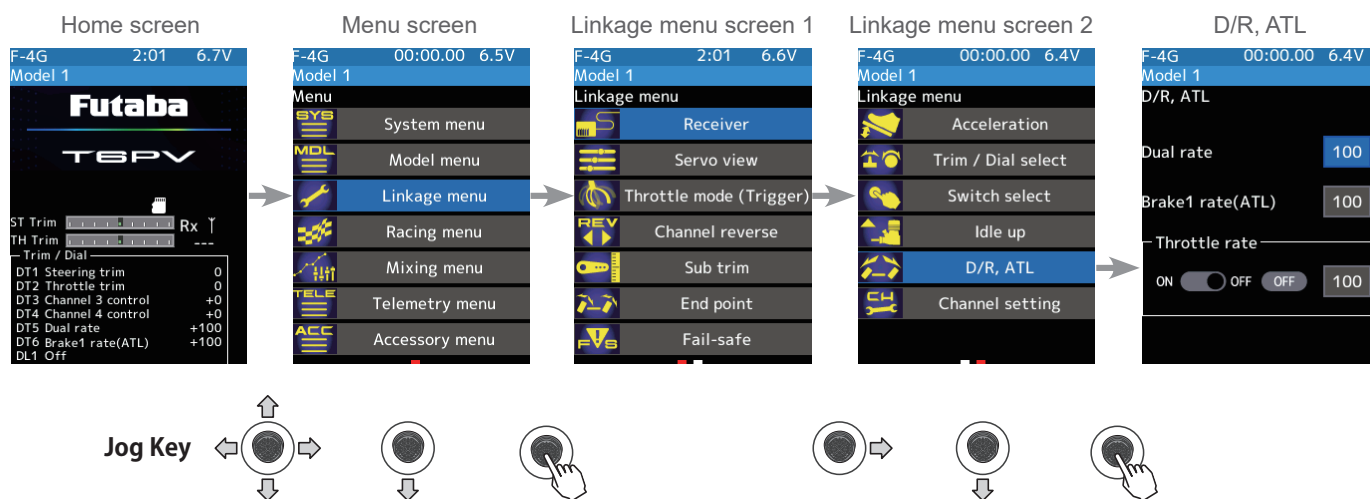 Home screen
F-4G 2:01 6.7V
Model 1
Futaba
T6PV
ST Trim Rx
TH Trim ---
Trim / Dial
DT1 Steering trim 0
DT2 Throttle trim 0
DT3 Channel 3 control +0
DT4 Channel 4 control +0
DT5 Dual rate +100
DT6 Brake1 rate(ATL) +100
DL1 Off
Menu screen
F-4G 00:00.00 6.5V
Model 1
Menu
SYS System menu
MDL Model menu
Linkage menu
Racing menu
Mixing menu
TELE Telemetry menu
ACC Accessory menu
Linkage menu screen 1
F-4G 2:01 6.6V
Model 1
Linkage menu
Receiver
Servo view
Throttle mode (Trigger)
REV Channel reverse
Sub trim
End point
F S Fail-safe
Linkage menu screen 2
F-4G 00:00.00 6.4V
Model 1
Linkage menu
Acceleration
Trim / Dial select
Switch select
Idle up
D/R, ATL
CH Channel setting
D/R, ATL
F-4G 00:00.00 6.4V
Model 1
D/R, ATL
Dual rate 100
Brake1 rate(ATL) 100
Throttle rate
ON OFF OFF 100
Jog Key